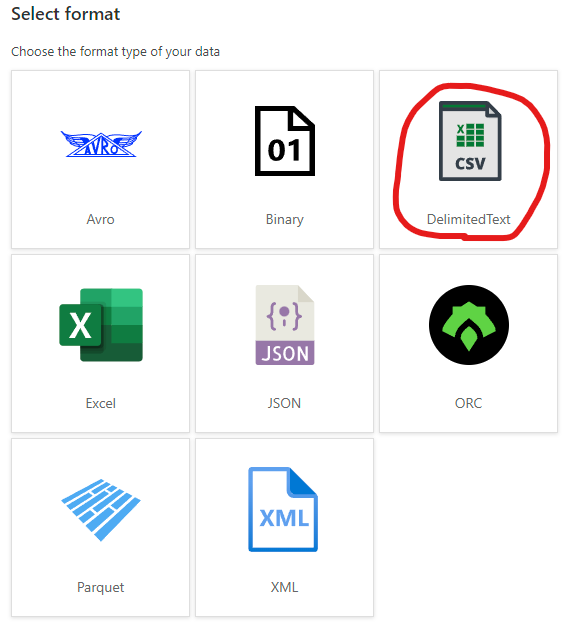 Select format
Choose the format type of your data
AVRO
01
X
CSV
Avro
Binary
DelimitedText
X
{ }
JSON
Excel
JSON
ORC
XML
Parquet
XML